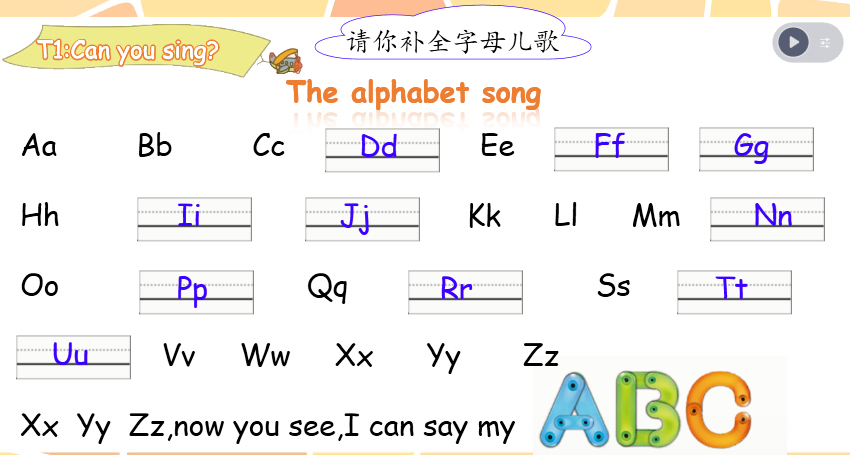 T1:Can you sing?
请你补全字母儿歌
The alphabet song
Aa Bb Cc Dd Ee Ff Gg
Hh Ii Jj Kk Ll Mm Nn
Oo Pp Qq Rr Ss Tt
Uu Vv Ww Xx Yy Zz
Xx Yy Zz,now you see,I can say my ABC